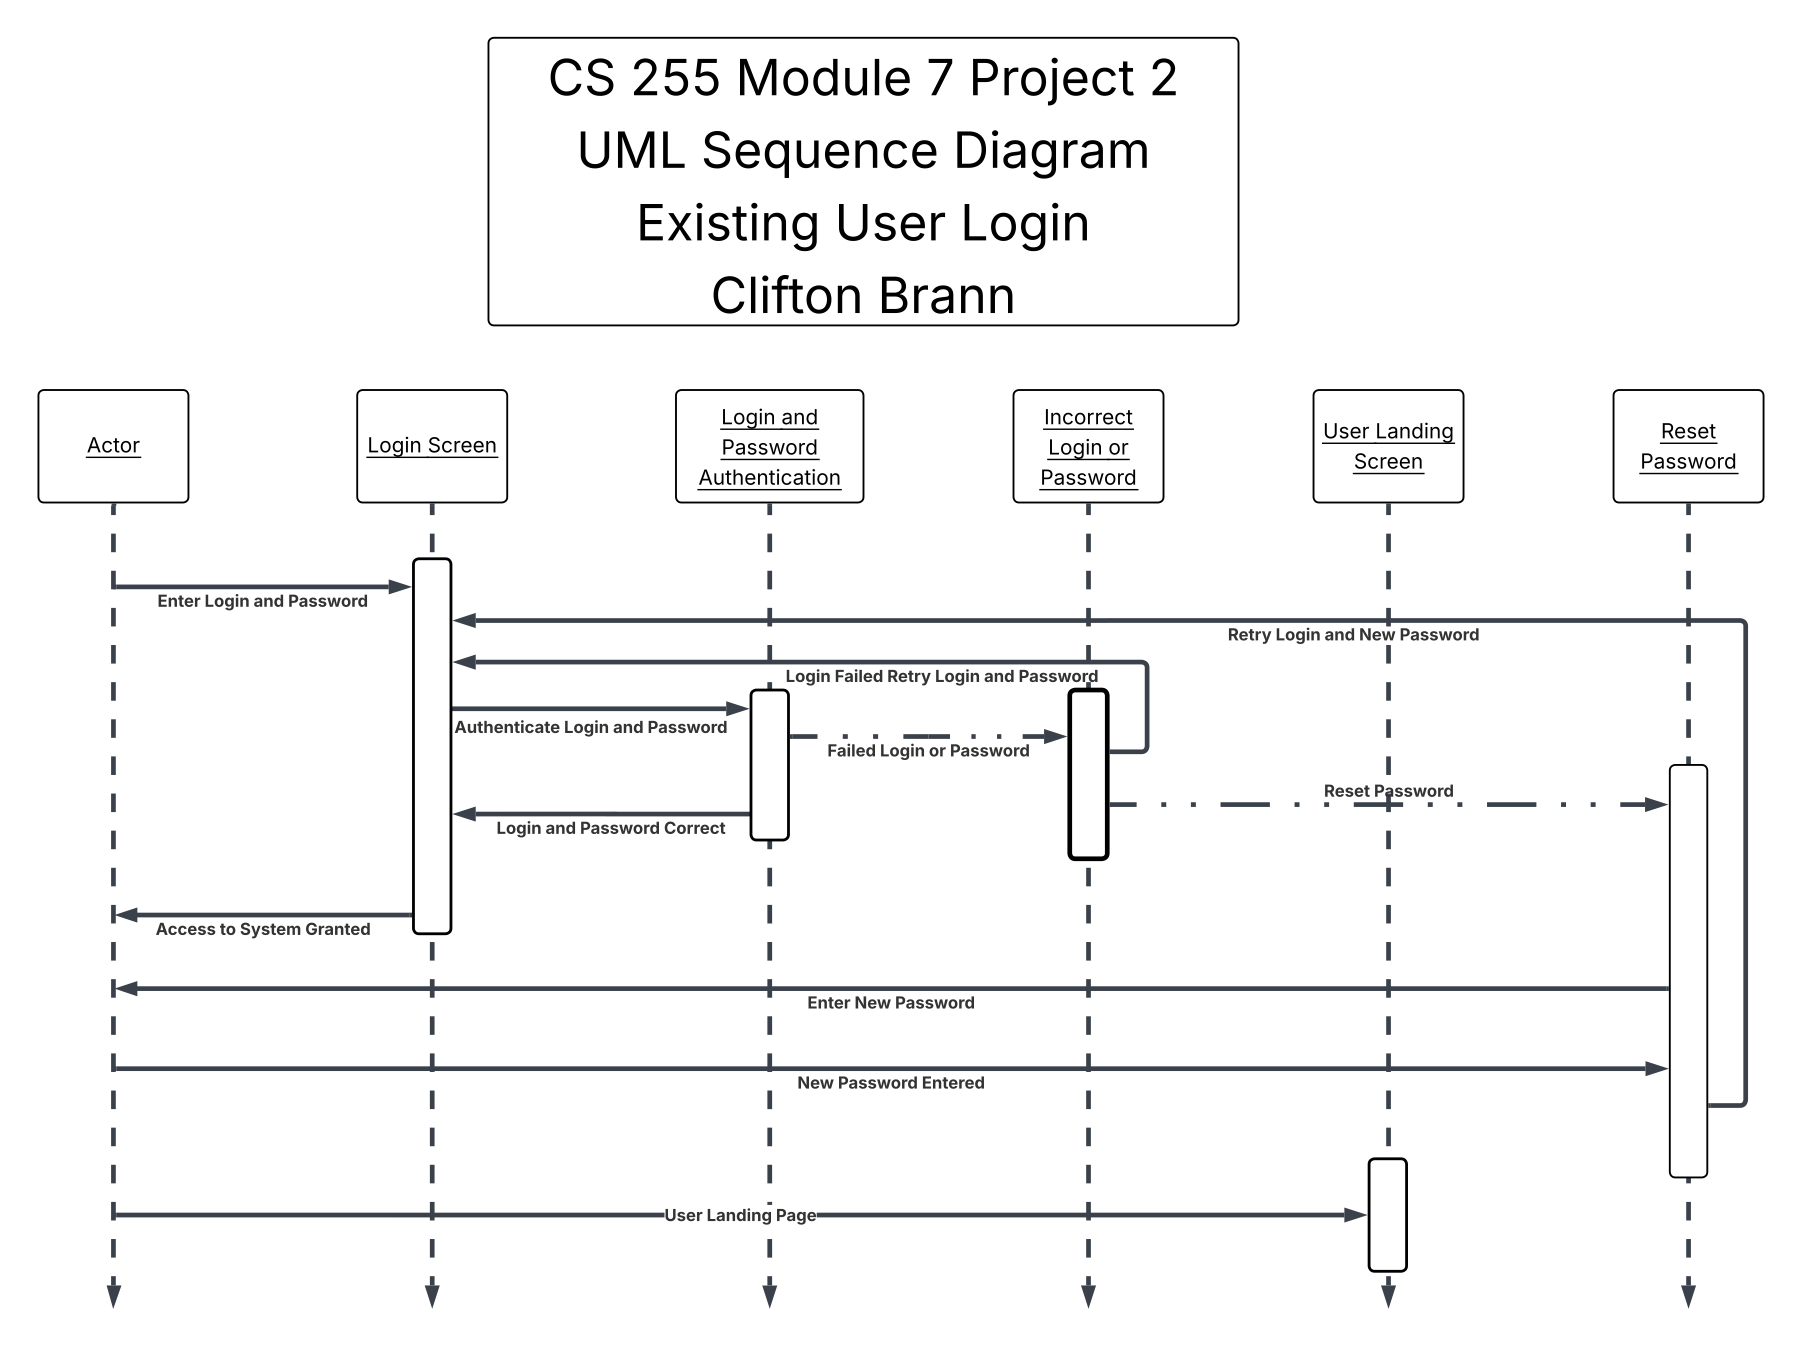 CS 255 Module 7 Project 2
UML Sequence Diagram
Existing User Login
Clifton Brann
Actor
Login Screen
Login and
Password
Authentication
Incorrect
Login or
Password
User Landing
Screen
Reset
Password
Enter Login and Password
Retry Login and New Password
Login Failed Retry Login and Password
Authenticate Login and Password
Failed Login or Password
Reset Password
Login and Password Correct
Access to System Granted
Enter New Password
New Password Entered
User Landing Page